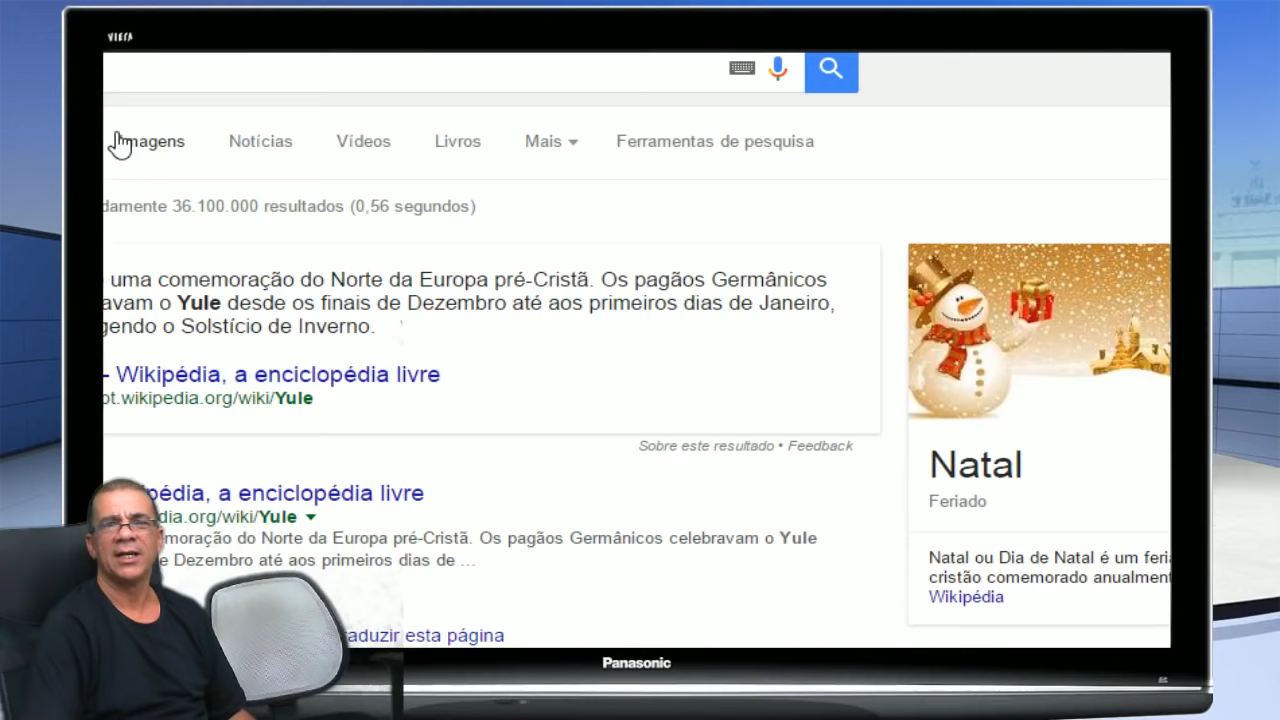 VIERA
Imagens Notícias Vídeos Livros Mais Ferramentas de pesquisa
36.100.000 resultados (0,56 segundos)
uma comemoração do Norte da Europa pré-Cristã. Os pagãos Germânicos
avam o Yule desde os finais de Dezembro até aos primeiros dias de Janeiro,
gendo o Solstício de Inverno.
- Wikipédia, a enciclopédia livre
pt.wikipedia.org/wiki/Yule
Sobre este resultado • Feedback
pédia, a enciclopédia livre
dia.org/wiki/Yule
moração do Norte da Europa pré-Cristã. Os pagãos Germânicos celebravam o Yule
e Dezembro até aos primeiros dias de ...
aduzir esta página
Natal
Feriado
Natal ou Dia de Natal é um feri
cristão comemorado anualment
Wikipédia
Panasonic